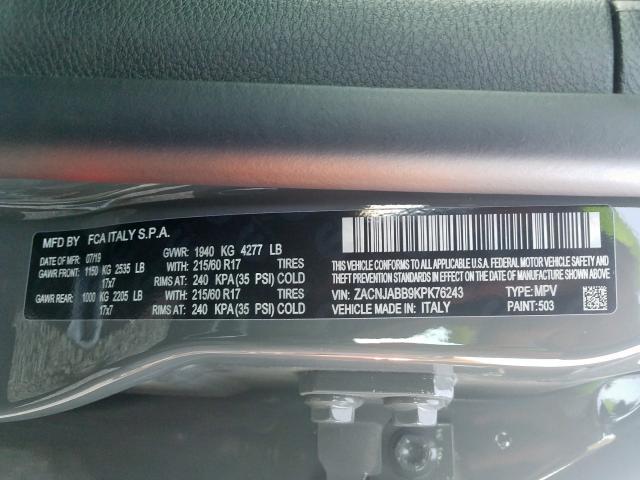 MFD BY FCA ITALY S.P.A.
DATE OF MFR 07/19 GVWR: 1940 KG 4277 LB
GAWR FRONT: 1150 KG 2535 LB WITH: 215/60 R17
17x7 RIMS AT: 240 KPA (35 PSI) COLD
GAWR REAR: 1000 KG 2205 LB WITH: 215/60 R17
17x7 RIMS AT: 240 KPA (35 PSI) COLD
THIS VEHICLE CONFORMS TO ALL APPLICABLE
U.S.A. FEDERAL MOTOR VEHICLE SAFETY AND
THEFT PREVENTION STANDARDS IN EFFECT ON THE
DATE OF MANUFACTURE SHOWN ABOVE.
VIN: ZACNJABB9KPK76243 TYPE: MPV
VEHICLE MADE IN: ITALY PAINT:503